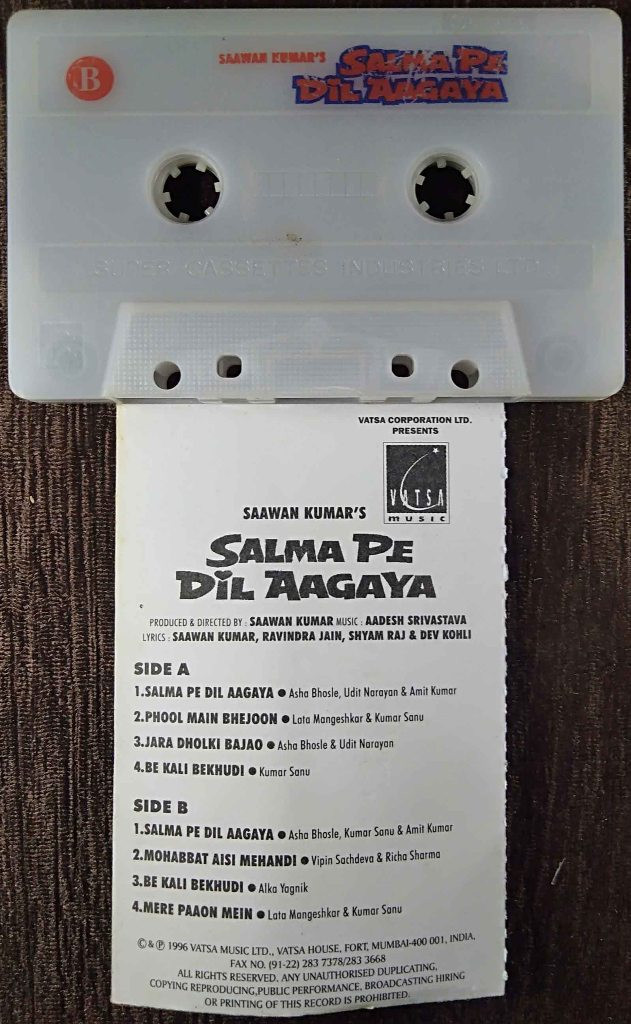 B
SAAWAN KUMAR'S
SALMA PE
DIL AAGAYA
SUPER CASSETTES INDUSTRIES LTD.
VATSA CORPORATION LTD.
PRESENTS
VATSA
MUSIC
SAAWAN KUMAR'S
SALMA PE
DIL AAGAYA
PRODUCED & DIRECTED BY : SAAWAN KUMAR MUSIC : AADESH SRIVASTAVA
LYRICS : SAAWAN KUMAR, RAVINDRA JAIN, SHYAM RAJ & DEV KOHLI
SIDE A
1.SALMA PE DIL AAGAYA ● Asha Bhosle, Udit Narayan & Amit Kumar
2.PHOOL MAIN BHEJOON ● Lata Mangeshkar & Kumar Sanu
3.JARA DHOLKI BAJAO ● Asha Bhosle & Udit Narayan
4.BE KALI BEKHUDI ● Kumar Sanu
SIDE B
1.SALMA PE DIL AAGAYA ● Asha Bhosle, Kumar Sanu & Amit Kumar
2.MOHABBAT AISI MEHANDI ● Vipin Sachdeva & Richa Sharma
3.BE KALI BEKHUDI ● Alka Yagnik
4.MERE PAAON MEIN ● Lata Mangeshkar & Kumar Sanu
© & ℗ 1996 VATSA MUSIC LTD., VATSA HOUSE, FORT, MUMBAI-400 001, INDIA.
FAX NO. (91-22) 283 7378/283 3668
ALL RIGHTS RESERVED. ANY UNAUTHORISED DUPLICATING,
COPYING REPRODUCING,PUBLIC PERFORMANCE, BROADCASTING HIRING
OR PRINTING OF THIS RECORD IS PROHIBITED.